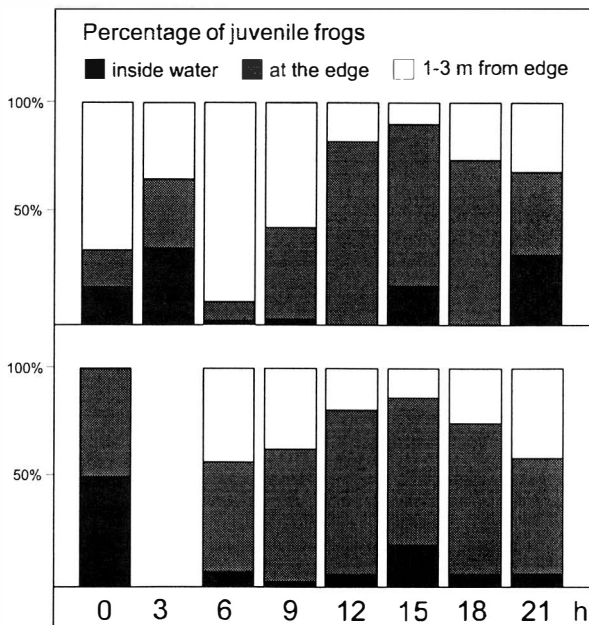 Percentage of juvenile frogs
inside water at the edge 1-3 m from edge
100%
50%
100%
50%
0 3 6 9 12 15 18 21 h